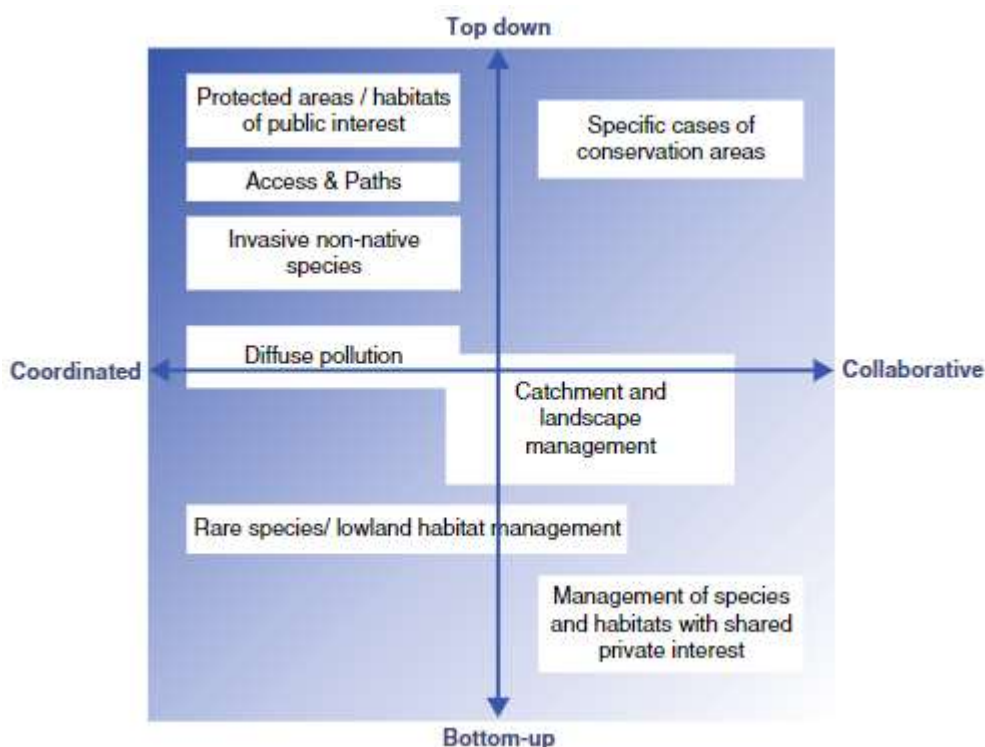 Top down
Protected areas / habitats
of public interest
Specific cases of
conservation areas
Access & Paths
Invasive non-native
species
Diffuse pollution
Coordinated
Collaborative
Catchment and
landscape
management
Rare species/ lowland habitat management
Management of species
and habitats with shared
private interest
Bottom-up